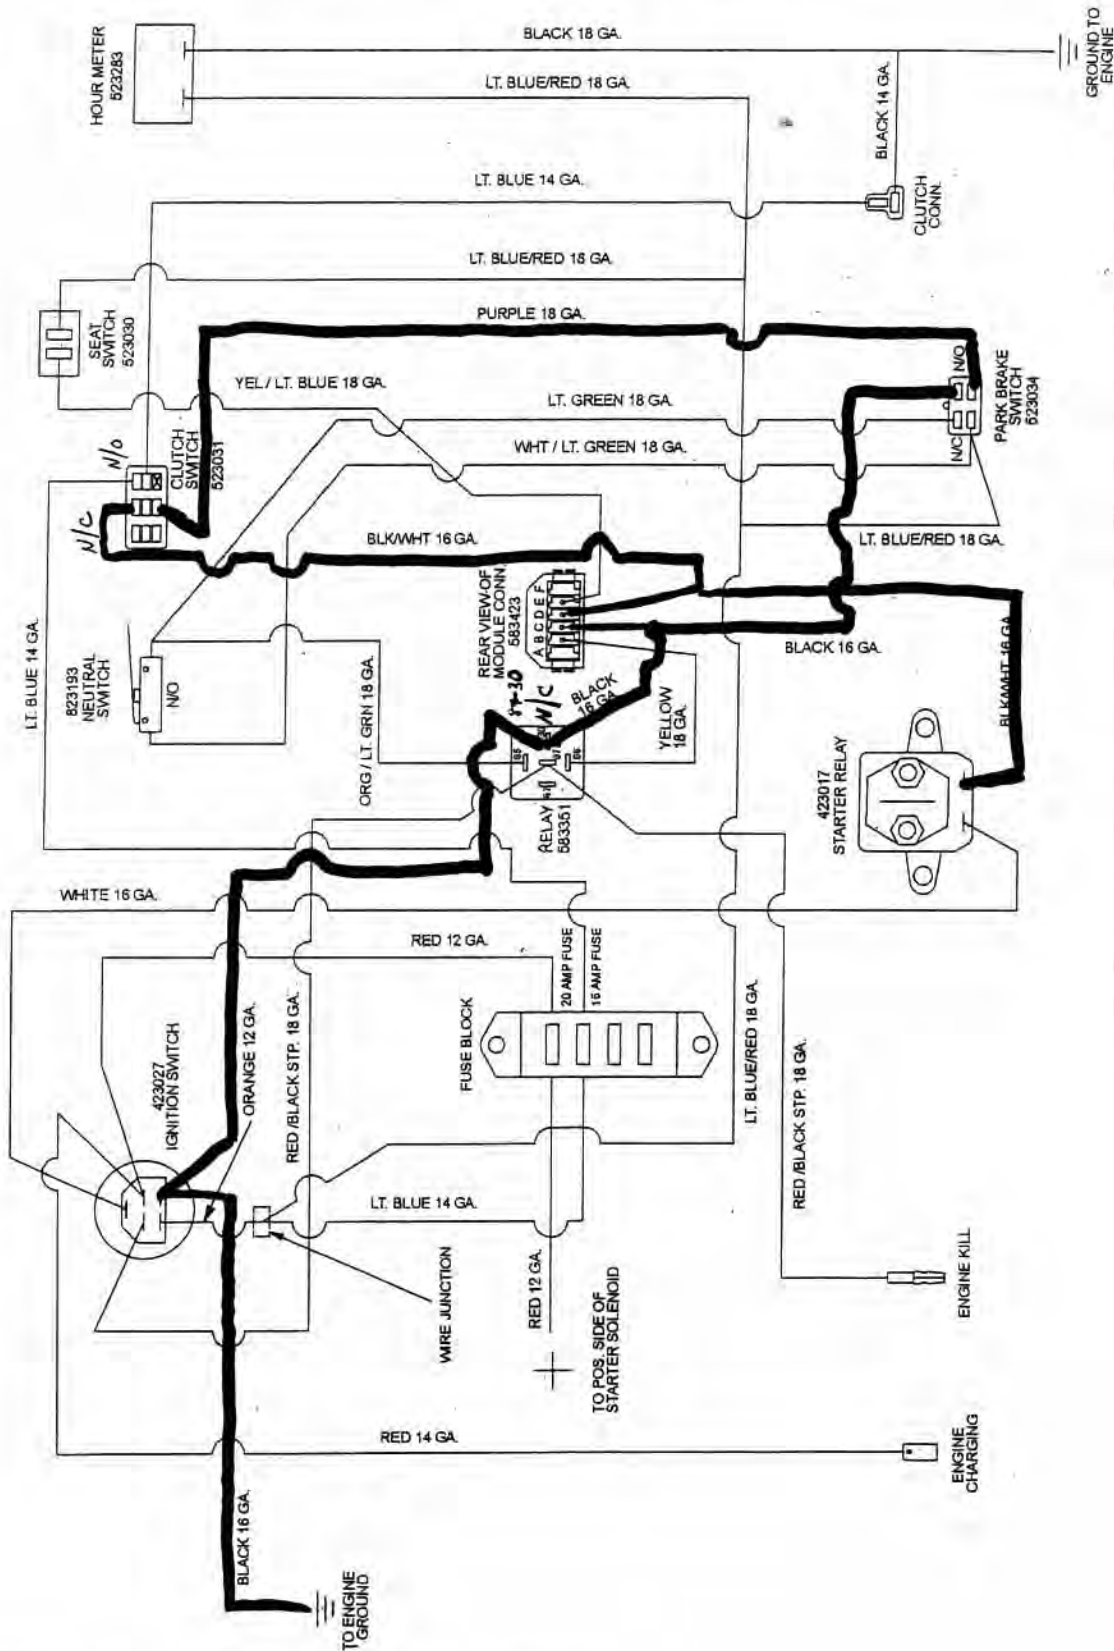 HOUR METER
523283
BLACK 18 GA.
LT. BLUE/RED 18 GA.
GROUND TO
ENGINE
BLACK 14 GA.
LT. BLUE 14 GA.
CLUTCH
CONN.
LT. BLUE/RED 18 GA.
SEAT
SWITCH
523030
PURPLE 18 GA.
YEL / LT. BLUE 18 GA.
LT. GREEN 18 GA.
WHT / LT. GREEN 18 GA.
N/O
N/C
PARK BRAKE
SWITCH
523034
N/O
CLUTCH
SWITCH
523031
N/C
BLK/WHT 16 GA.
LT. BLUE/RED 18 GA.
LT. BLUE 14 GA.
823193
NEUTRAL
SWITCH
N/O
REAR VIEW OF
MODULE CONN.
583423
A B C D E F
BLACK 16 GA.
BLK/WHT 16 GA.
ORG / LT. GRN 18 GA.
87-30
N/C
BLACK
16 GA.
YELLOW
18 GA.
85
86
RELAY
583351
423017
STARTER RELAY
WHITE 16 GA.
RED 12 GA.
20 AMP FUSE
15 AMP FUSE
FUSE BLOCK
423027
IGNITION SWITCH
ORANGE 12 GA.
RED /BLACK STP. 18 GA.
LT. BLUE/RED 18 GA.
RED /BLACK STP. 18 GA.
LT. BLUE 14 GA.
WIRE JUNCTION
RED 12 GA.
TO POS. SIDE OF
STARTER SOLENOID
ENGINE KILL
RED 14 GA.
ENGINE
CHARGING
BLACK 16 GA.
TO ENGINE
GROUND